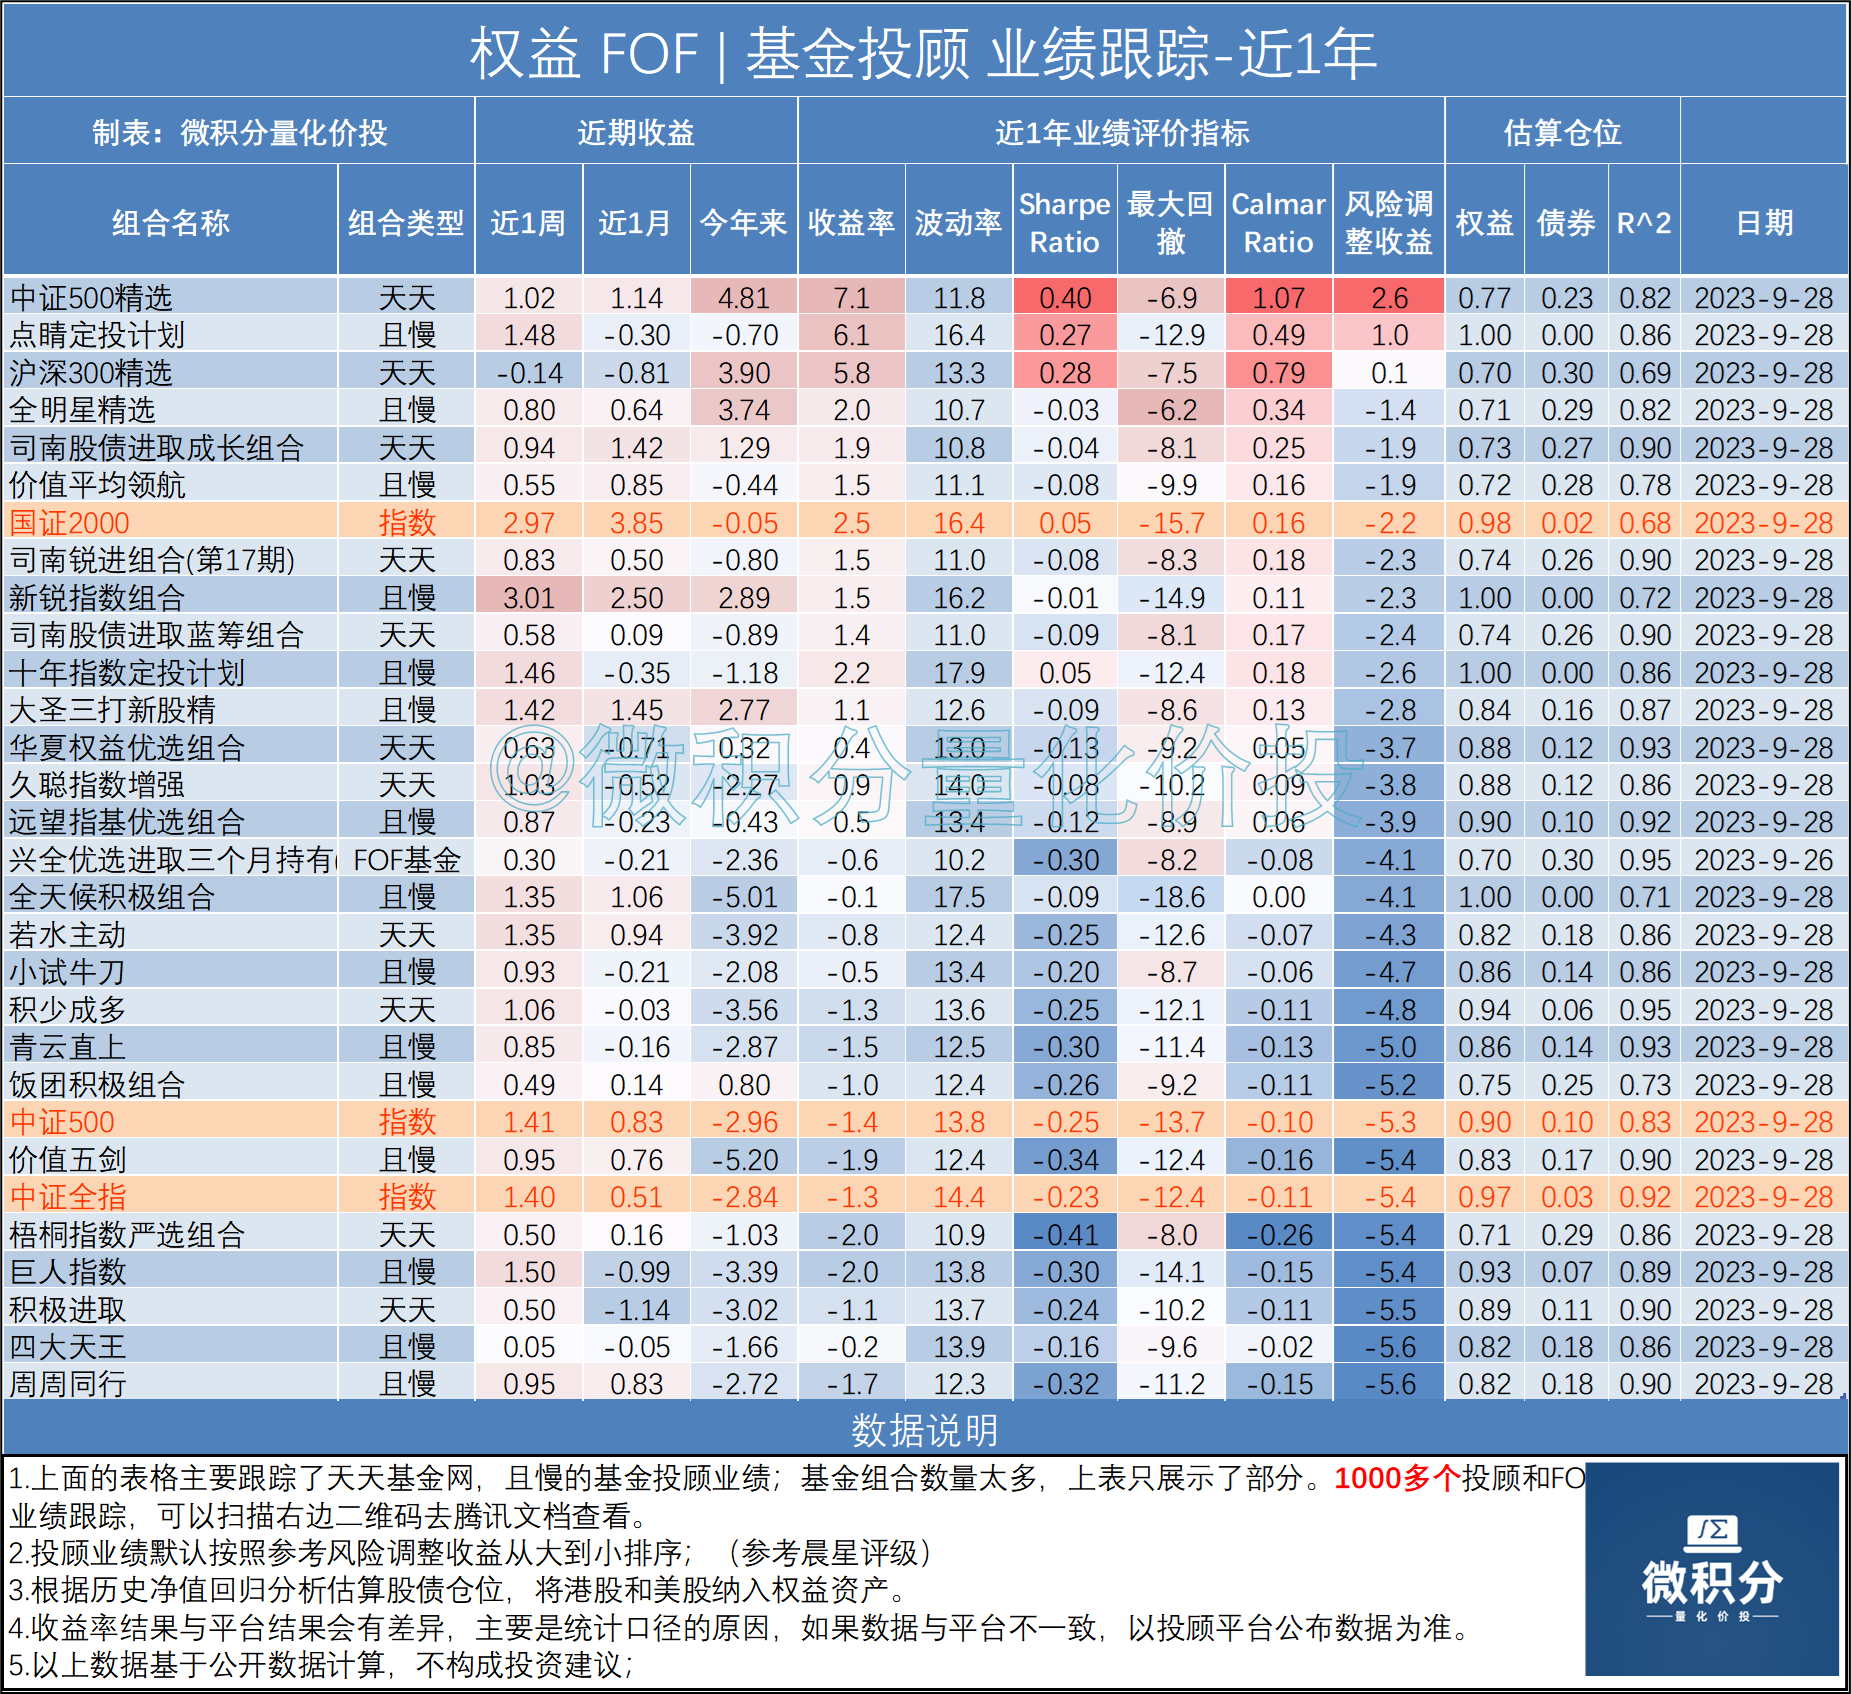 权益 FOF | 基金投顾 业绩跟踪-近1年
制表：微积分量化价投 近期收益 近1年业绩评价指标 估算仓位
组合名称 组合类型 近1周 近1月 今年来 收益率 波动率 Sharpe Ratio 最大回撤 Calmar Ratio 风险调整收益 权益 债券 R^2 日期
中证500精选 天天 1.02 1.14 4.81 7.1 11.8 0.40 -6.9 1.07 2.6 0.77 0.23 0.82 2023-9-28
点睛定投计划 且慢 1.48 -0.30 -0.70 6.1 16.4 0.27 -12.9 0.49 1.0 1.00 0.00 0.86 2023-9-28
沪深300精选 天天 -0.14 -0.81 3.90 5.8 13.3 0.28 -7.5 0.79 0.1 0.70 0.30 0.69 2023-9-28
全明星精选 且慢 0.80 0.64 3.74 2.0 10.7 -0.03 -6.2 0.34 -1.4 0.71 0.29 0.82 2023-9-28
司南股债进取成长组合 天天 0.94 1.42 1.29 1.9 10.8 -0.04 -8.1 0.25 -1.9 0.73 0.27 0.90 2023-9-28
价值平均领航 且慢 0.55 0.85 -0.44 1.5 11.1 -0.08 -9.9 0.16 -1.9 0.72 0.28 0.78 2023-9-28
国证2000 指数 2.97 3.85 -0.05 2.5 16.4 0.05 -15.7 0.16 -2.2 0.98 0.02 0.68 2023-9-28
司南锐进组合(第17期) 天天 0.83 0.50 -0.80 1.5 11.0 -0.08 -8.3 0.18 -2.3 0.74 0.26 0.90 2023-9-28
新锐指数组合 且慢 3.01 2.50 2.89 1.5 16.2 -0.01 -14.9 0.11 -2.3 1.00 0.00 0.72 2023-9-28
司南股债进取蓝筹组合 天天 0.58 0.09 -0.89 1.4 11.0 -0.09 -8.1 0.17 -2.4 0.74 0.26 0.90 2023-9-28
十年指数定投计划 且慢 1.46 -0.35 -1.18 2.2 17.9 0.05 -12.4 0.18 -2.6 1.00 0.00 0.86 2023-9-28
大圣三打新股精 且慢 1.42 1.45 2.77 1.1 12.6 -0.09 -8.6 0.13 -2.8 0.84 0.16 0.87 2023-9-28
华夏权益优选组合 天天 0.63 -0.71 0.32 0.4 13.0 -0.13 -9.2 0.05 -3.7 0.88 0.12 0.93 2023-9-28
@微积分量化价投
久聪指数增强 天天 1.03 -0.52 -2.27 0.9 14.0 -0.08 -10.2 0.09 -3.8 0.88 0.12 0.86 2023-9-28
远望指基优选组合 且慢 0.87 -0.23 -0.43 0.5 13.4 -0.12 -8.9 0.06 -3.9 0.90 0.10 0.92 2023-9-28
兴全优选进取三个月持有( FOF基金 0.30 -0.21 -2.36 -0.6 10.2 -0.30 -8.2 -0.08 -4.1 0.70 0.30 0.95 2023-9-26
全天候积极组合 且慢 1.35 1.06 -5.01 -0.1 17.5 -0.09 -18.6 0.00 -4.1 1.00 0.00 0.71 2023-9-28
若水主动 天天 1.35 0.94 -3.92 -0.8 12.4 -0.25 -12.6 -0.07 -4.3 0.82 0.18 0.86 2023-9-28
小试牛刀 且慢 0.93 -0.21 -2.08 -0.5 13.4 -0.20 -8.7 -0.06 -4.7 0.86 0.14 0.86 2023-9-28
积少成多 天天 1.06 -0.03 -3.56 -1.3 13.6 -0.25 -12.1 -0.11 -4.8 0.94 0.06 0.95 2023-9-28
青云直上 且慢 0.85 -0.16 -2.87 -1.5 12.5 -0.30 -11.4 -0.13 -5.0 0.86 0.14 0.93 2023-9-28
饭团积极组合 且慢 0.49 0.14 0.80 -1.0 12.4 -0.26 -9.2 -0.11 -5.2 0.75 0.25 0.73 2023-9-28
中证500 指数 1.41 0.83 -2.96 -1.4 13.8 -0.25 -13.7 -0.10 -5.3 0.90 0.10 0.83 2023-9-28
价值五剑 且慢 0.95 0.76 -5.20 -1.9 12.4 -0.34 -12.4 -0.16 -5.4 0.83 0.17 0.90 2023-9-28
中证全指 指数 1.40 0.51 -2.84 -1.3 14.4 -0.23 -12.4 -0.11 -5.4 0.97 0.03 0.92 2023-9-28
梧桐指数严选组合 天天 0.50 0.16 -1.03 -2.0 10.9 -0.41 -8.0 -0.26 -5.4 0.71 0.29 0.86 2023-9-28
巨人指数 且慢 1.50 -0.99 -3.39 -2.0 13.8 -0.30 -14.1 -0.15 -5.4 0.93 0.07 0.89 2023-9-28
积极进取 天天 0.50 -1.14 -3.02 -1.1 13.7 -0.24 -10.2 -0.11 -5.5 0.89 0.11 0.90 2023-9-28
四大天王 且慢 0.05 -0.05 -1.66 -0.2 13.9 -0.16 -9.6 -0.02 -5.6 0.82 0.18 0.86 2023-9-28
周周同行 且慢 0.95 0.83 -2.72 -1.7 12.3 -0.32 -11.2 -0.15 -5.6 0.82 0.18 0.90 2023-9-28
数据说明
1.上面的表格主要跟踪了天天基金网，且慢的基金投顾业绩；基金组合数量太多，上表只展示了部分。1000多个投顾和FO
业绩跟踪，可以扫描右边二维码去腾讯文档查看。
2.投顾业绩默认按照参考风险调整收益从大到小排序；（参考晨星评级）
3.根据历史净值回归分析估算股债仓位，将港股和美股纳入权益资产。
4.收益率结果与平台结果会有差异，主要是统计口径的原因，如果数据与平台不一致，以投顾平台公布数据为准。
5.以上数据基于公开数据计算，不构成投资建议；
∫Σ
微积分
量化价投